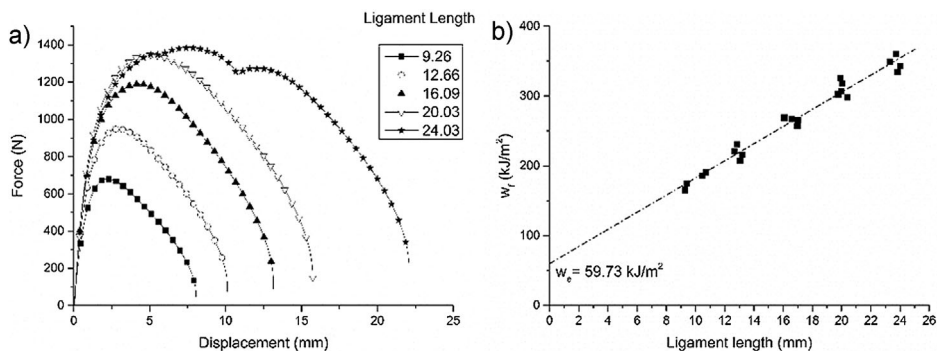 a)
Ligament Length
9.26
12.66
16.09
20.03
24.03
Force (N)
1400
1200
1000
800
600
400
200
0
0 5 10 15 20 25
Displacement (mm)
b)
w_f (kJ/m²)
400
300
200
100
0
w_e= 59.73 kJ/m²
0 2 4 6 8 10 12 14 16 18 20 22 24 26
Ligament length (mm)